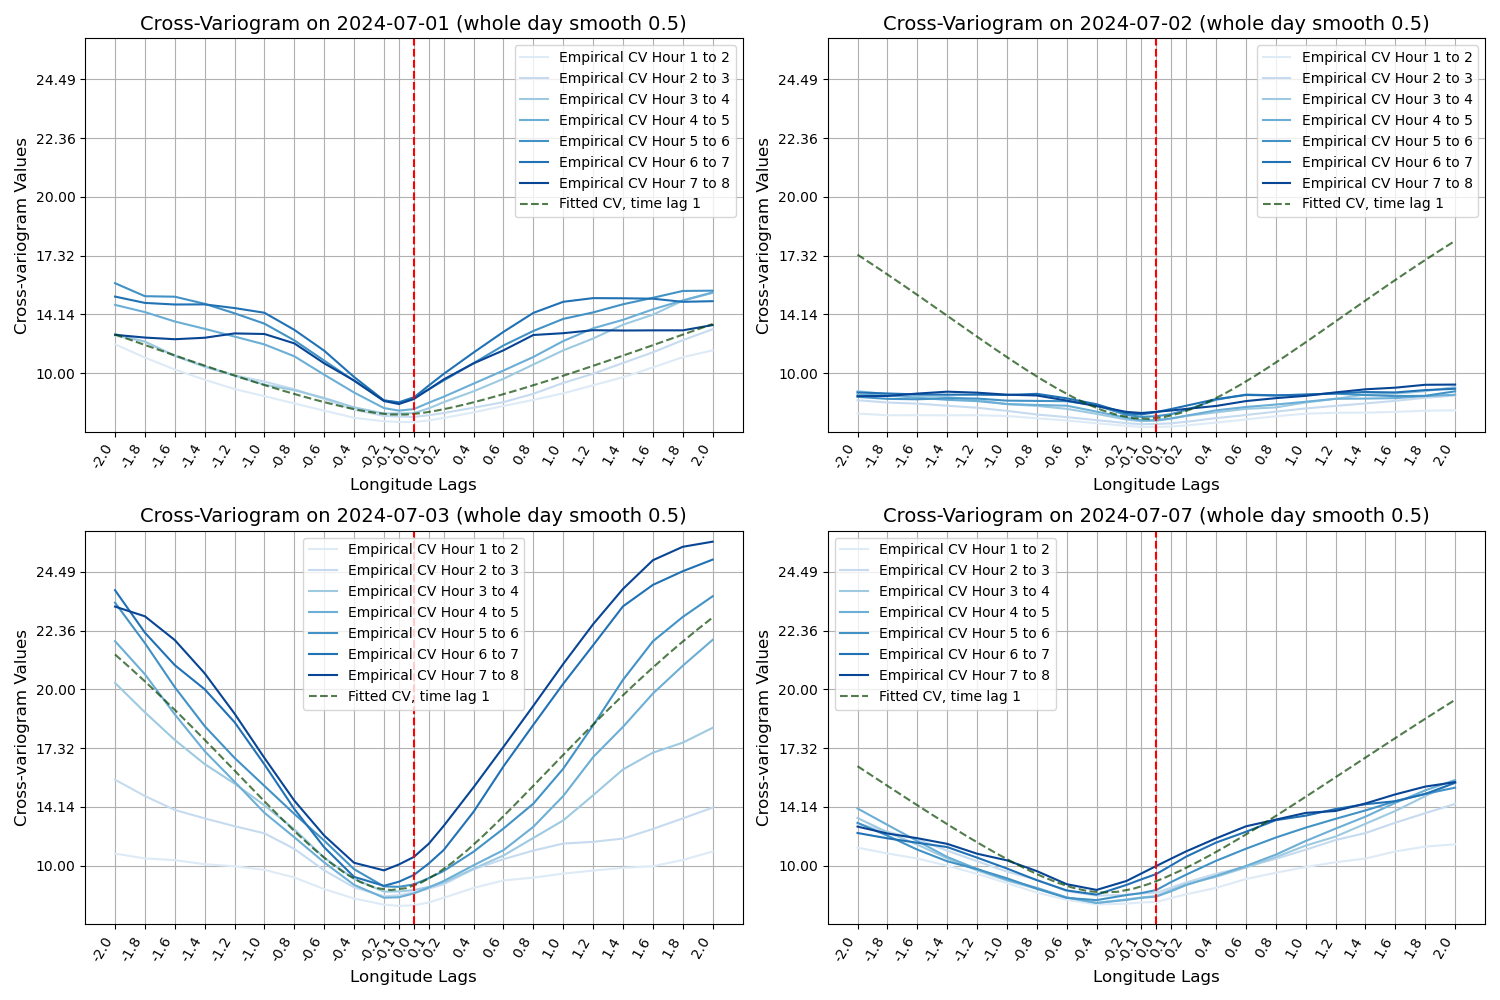 Cross-Variogram on 2024-07-01 (whole day smooth 0.5)
Cross-variogram Values
24.49
22.36
20.00
17.32
14.14
10.00
Empirical CV Hour 1 to 2
Empirical CV Hour 2 to 3
Empirical CV Hour 3 to 4
Empirical CV Hour 4 to 5
Empirical CV Hour 5 to 6
Empirical CV Hour 6 to 7
Empirical CV Hour 7 to 8
Fitted CV, time lag 1
-2.0 -1.8 -1.6 -1.4 -1.2 -1.0 -0.8 -0.6 -0.4 -0.2 -0.1 0.0 0.1 0.2 0.4 0.6 0.8 1.0 1.2 1.4 1.6 1.8 2.0
Longitude Lags
Cross-Variogram on 2024-07-02 (whole day smooth 0.5)
Cross-variogram Values
24.49
22.36
20.00
17.32
14.14
10.00
Empirical CV Hour 1 to 2
Empirical CV Hour 2 to 3
Empirical CV Hour 3 to 4
Empirical CV Hour 4 to 5
Empirical CV Hour 5 to 6
Empirical CV Hour 6 to 7
Empirical CV Hour 7 to 8
Fitted CV, time lag 1
-2.0 -1.8 -1.6 -1.4 -1.2 -1.0 -0.8 -0.6 -0.4 -0.2 -0.1 0.0 0.1 0.2 0.4 0.6 0.8 1.0 1.2 1.4 1.6 1.8 2.0
Longitude Lags
Cross-Variogram on 2024-07-03 (whole day smooth 0.5)
Cross-variogram Values
24.49
22.36
20.00
17.32
14.14
10.00
Empirical CV Hour 1 to 2
Empirical CV Hour 2 to 3
Empirical CV Hour 3 to 4
Empirical CV Hour 4 to 5
Empirical CV Hour 5 to 6
Empirical CV Hour 6 to 7
Empirical CV Hour 7 to 8
Fitted CV, time lag 1
-2.0 -1.8 -1.6 -1.4 -1.2 -1.0 -0.8 -0.6 -0.4 -0.2 -0.1 0.0 0.1 0.2 0.4 0.6 0.8 1.0 1.2 1.4 1.6 1.8 2.0
Longitude Lags
Cross-Variogram on 2024-07-07 (whole day smooth 0.5)
Cross-variogram Values
24.49
22.36
20.00
17.32
14.14
10.00
Empirical CV Hour 1 to 2
Empirical CV Hour 2 to 3
Empirical CV Hour 3 to 4
Empirical CV Hour 4 to 5
Empirical CV Hour 5 to 6
Empirical CV Hour 6 to 7
Empirical CV Hour 7 to 8
Fitted CV, time lag 1
-2.0 -1.8 -1.6 -1.4 -1.2 -1.0 -0.8 -0.6 -0.4 -0.2 -0.1 0.0 0.1 0.2 0.4 0.6 0.8 1.0 1.2 1.4 1.6 1.8 2.0
Longitude Lags